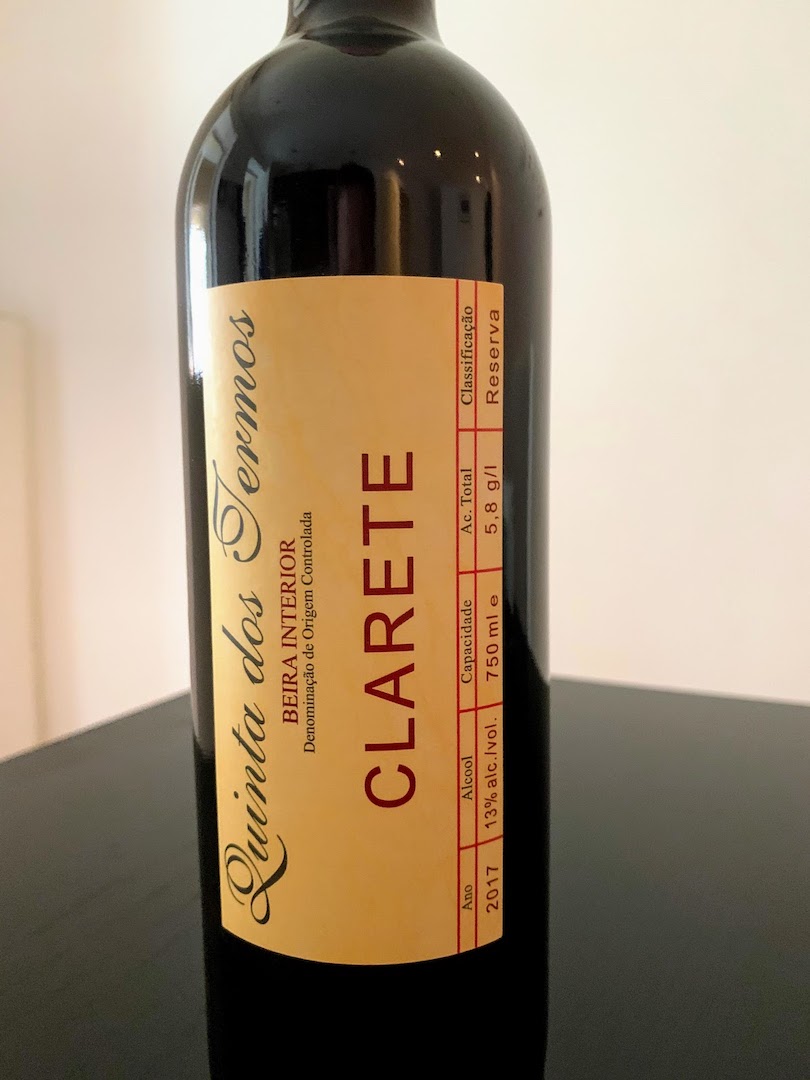 Quinta dos Termos
BEIRA INTERIOR
Denominação de Origem Controlada
CLARETE
Ano Alcool Capacidade Ac. Total Classificação
2017 13% alc./vol. 750 ml e 5,8 g/l Reserva